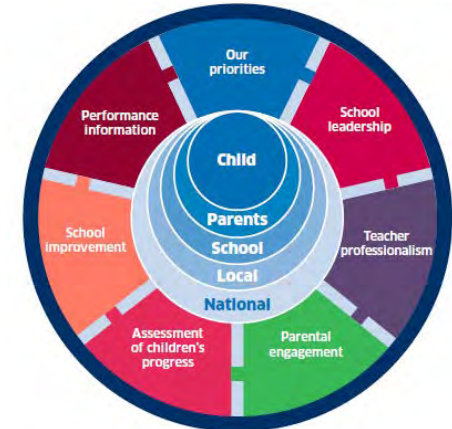 Our
priorities
School
leadership
Teacher
professionalism
Parental
engagement
Assessment
of children's
progress
School
improvement
Performance
information
Child
Parents
School
Local
National